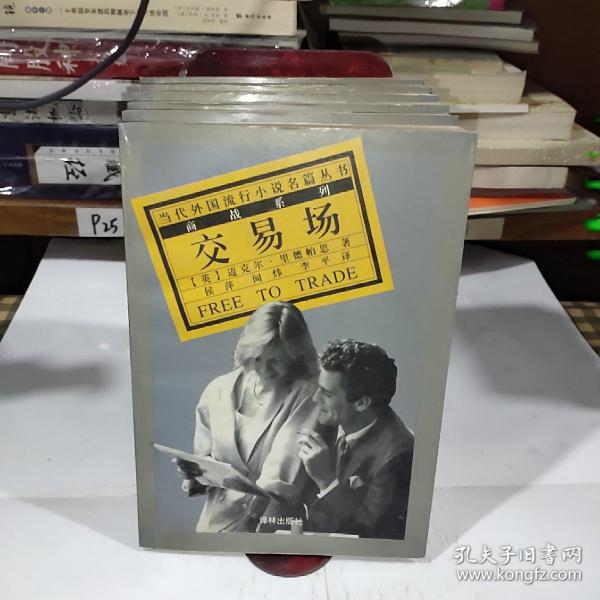 P25
当代外国流行小说名篇丛书
商战系列
交易场
【英】迈克尔·里德帕思 著
侯萍 闻炜 李平 译
FREE TO TRADE
译林出版社
孔夫子旧书网
www.kongfz.com